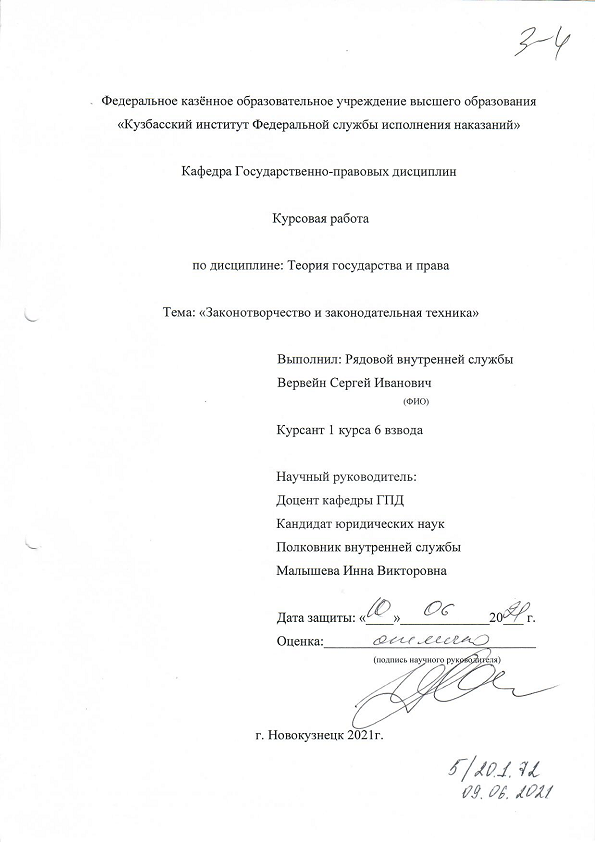 3-4
Федеральное казённое образовательное учреждение высшего образования
«Кузбасский институт Федеральной службы исполнения наказаний»
Кафедра Государственно-правовых дисциплин
Курсовая работа
по дисциплине: Теория государства и права
Тема: «Законотворчество и законодательная техника»
Выполнил: Рядовой внутренней службы
Вервейн Сергей Иванович
(ФИО)
Курсант 1 курса 6 взвода
Научный руководитель:
Доцент кафедры ГПД
Кандидат юридических наук
Полковник внутренней службы
Малышева Инна Викторовна
Дата защиты: «10» 06 2021 г.
Оценка: отлично
(подпись научного руководителя)
г. Новокузнецк 2021г.
5/20.1.72
09.06.2021